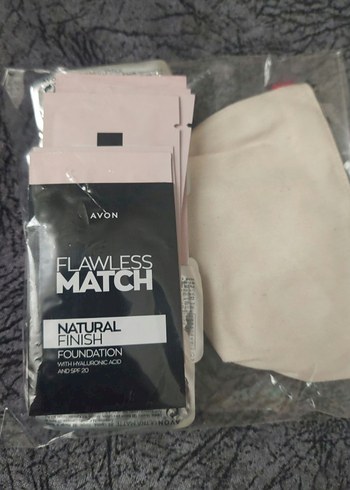 AVON
FLAWLESS
MATCH
NATURAL
FINISH
FOUNDATION
WITH HYALURONIC ACID
AND SPF 20